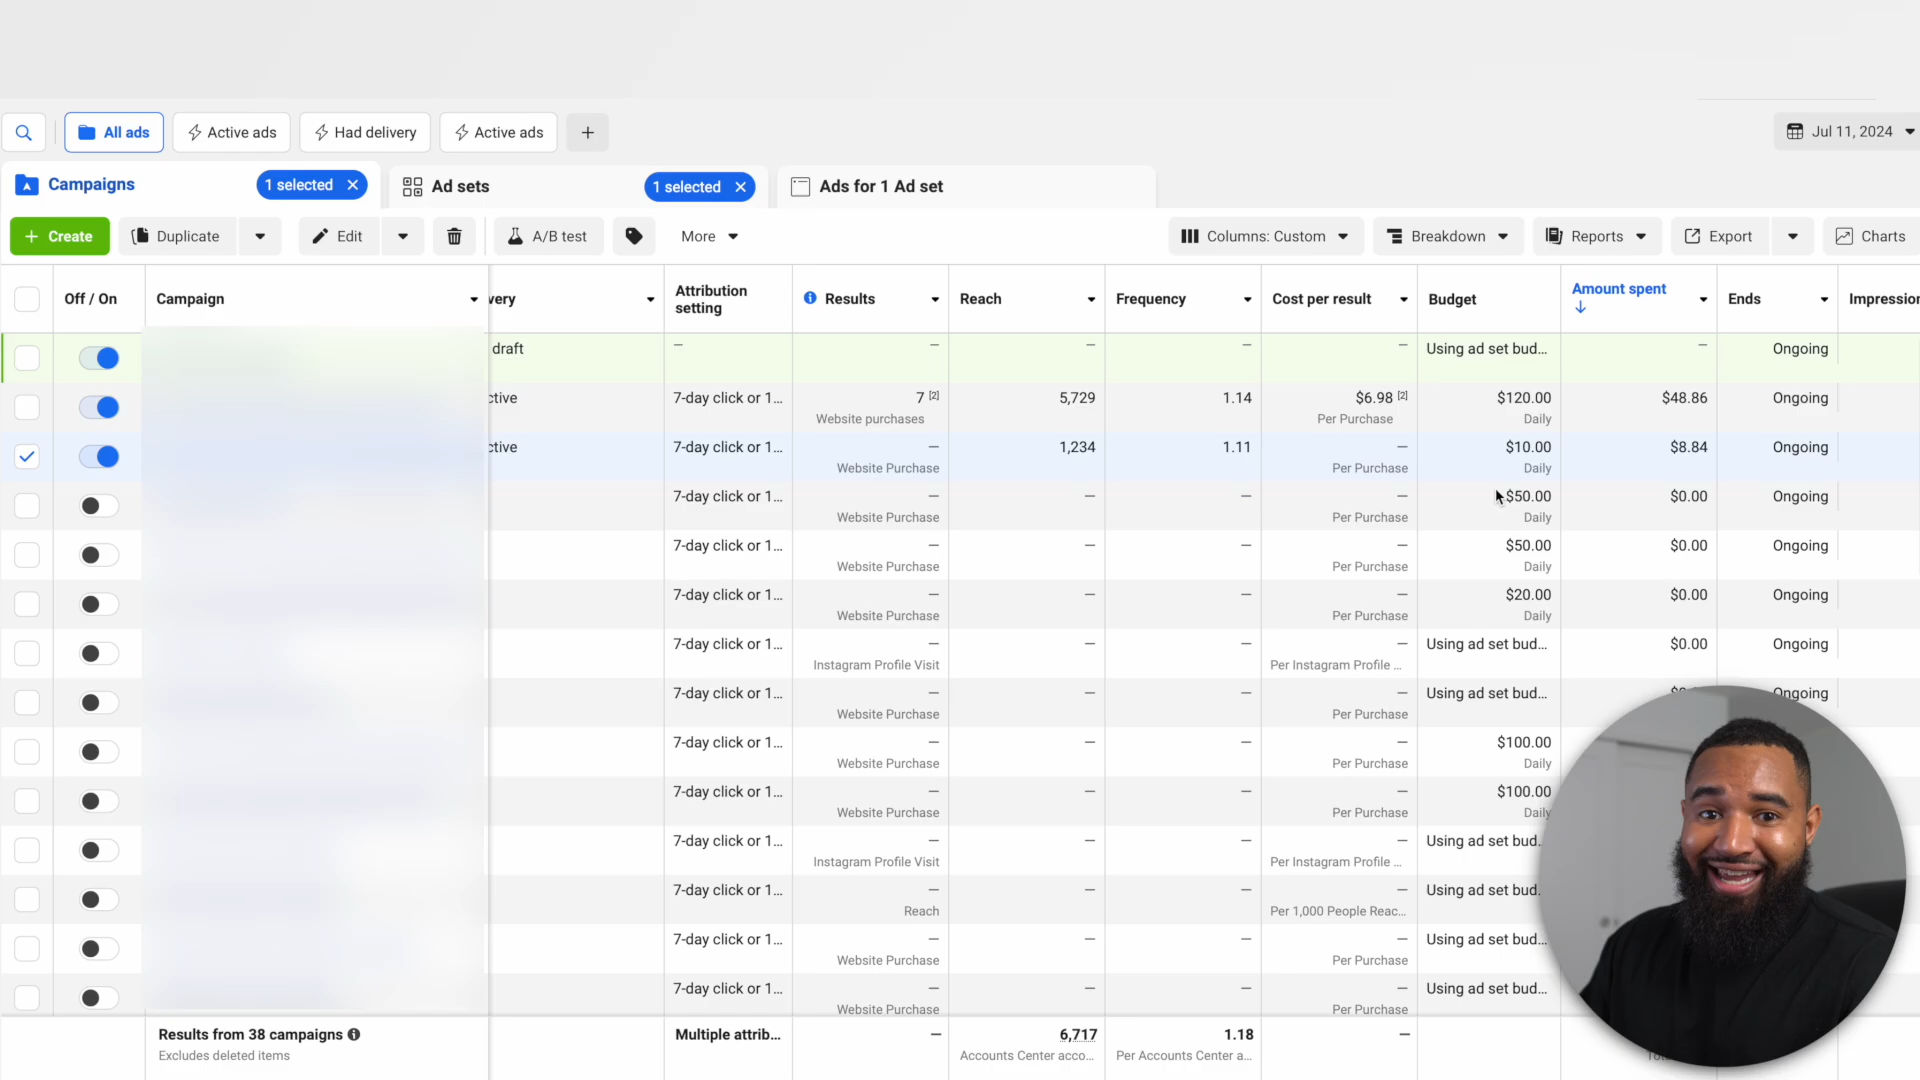 All ads
Active ads
Had delivery
Active ads
+
Jul 11, 2024
Campaigns
1 selected ×
Ad sets
1 selected ×
Ads for 1 Ad set
+ Create
Duplicate
Edit
A/B test
More
Columns: Custom
Breakdown
Reports
Export
Charts
Off / On
Campaign
very
Attribution
setting
Results
Reach
Frequency
Cost per result
Budget
Amount spent ↓
Ends
Impression
draft — — — — — Using ad set bud... — Ongoing
ctive 7-day click or 1... 7 [2] 5,729 1.14 $6.98 [2] $120.00 $48.86 Ongoing
Website purchases Per Purchase Daily
ctive 7-day click or 1... — 1,234 1.11 — $10.00 $8.84 Ongoing
Website Purchase Per Purchase Daily
7-day click or 1... — — — — $50.00 $0.00 Ongoing
Website Purchase Per Purchase Daily
7-day click or 1... — — — — $50.00 $0.00 Ongoing
Website Purchase Per Purchase Daily
7-day click or 1... — — — — $20.00 $0.00 Ongoing
Website Purchase Per Purchase Daily
7-day click or 1... — — — — Using ad set bud... $0.00 Ongoing
Instagram Profile Visit Per Instagram Profile ...
7-day click or 1... — — — — Using ad set bud... Ongoing
Website Purchase Per Purchase
7-day click or 1... — — — — $100.00
Website Purchase Per Purchase Daily
7-day click or 1... — — — — $100.00
Website Purchase Per Purchase Daily
7-day click or 1... — — — — Using ad set bud.
Instagram Profile Visit Per Instagram Profile ...
7-day click or 1... — — — — Using ad set bud.
Reach Per 1,000 People Reac...
7-day click or 1... — — — — Using ad set bud...
Website Purchase Per Purchase
7-day click or 1... — — — — Using ad set bud...
Website Purchase Per Purchase
Results from 38 campaigns Multiple attrib... — 6,717 1.18 —
Excludes deleted items Accounts Center acco... Per Accounts Center a...